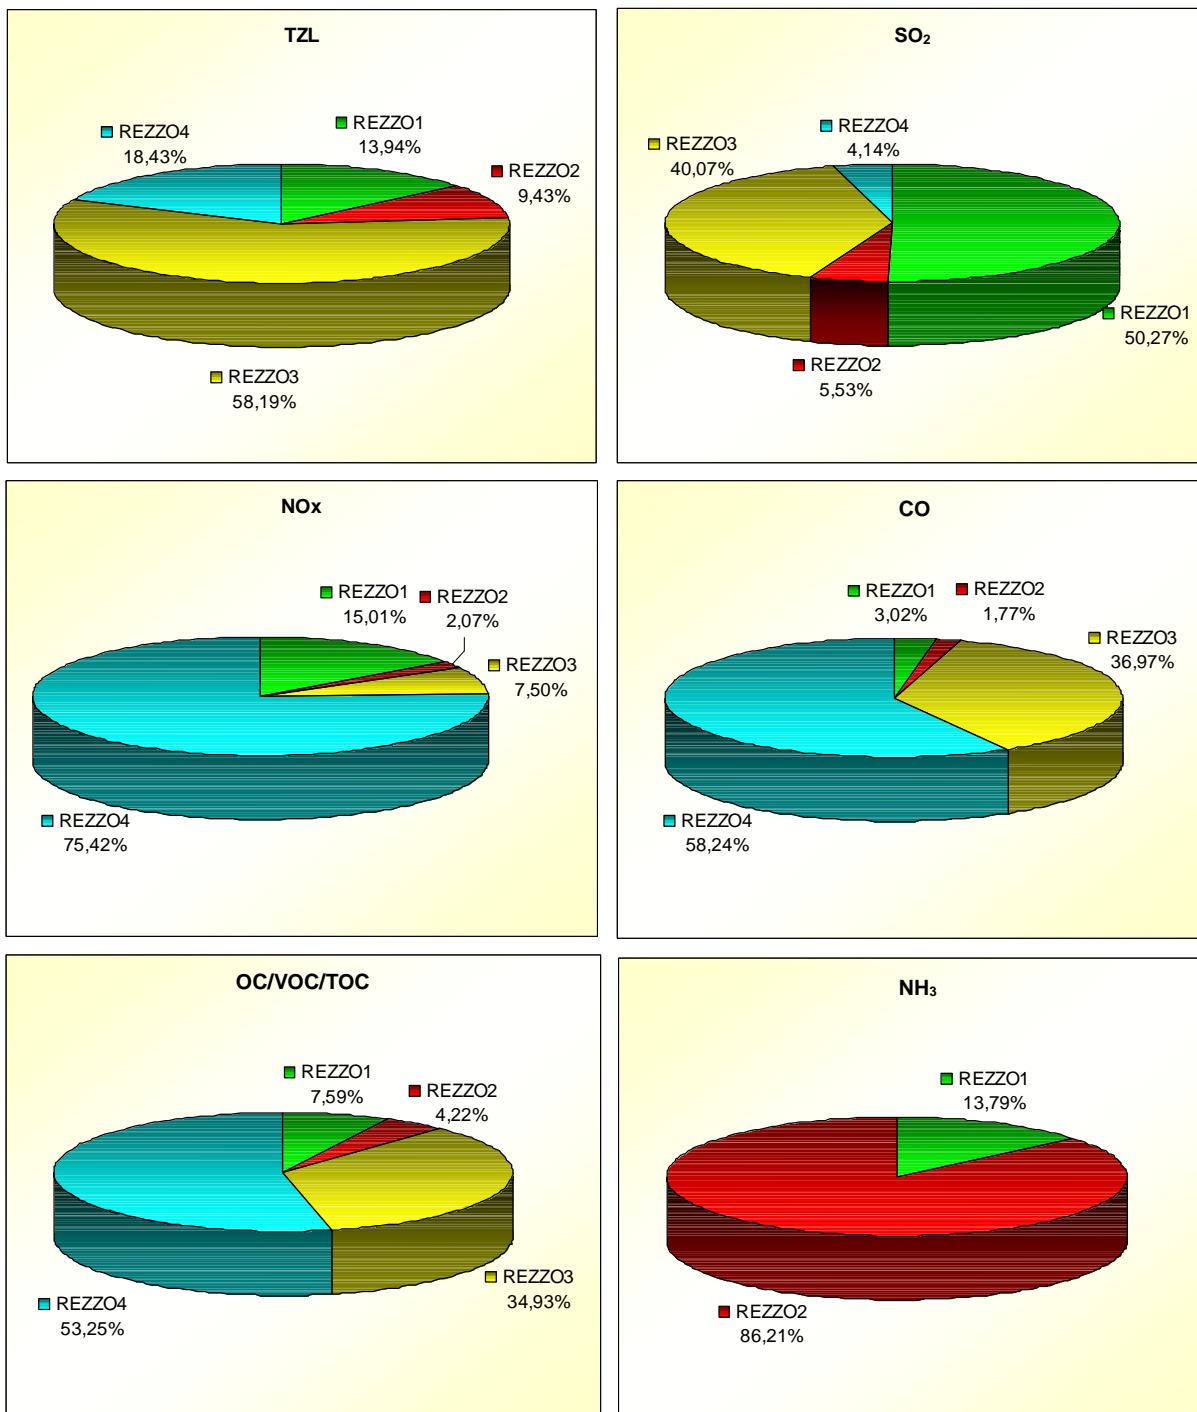 TZL
REZZO4
18,43%
REZZO1
13,94%
REZZO2
9,43%
REZZO3
58,19%
SO₂
REZZO3
40,07%
REZZO4
4,14%
REZZO1
50,27%
REZZO2
5,53%
NOx
REZZO1
15,01%
REZZO2
2,07%
REZZO3
7,50%
REZZO4
75,42%
CO
REZZO1
3,02%
REZZO2
1,77%
REZZO3
36,97%
REZZO4
58,24%
OC/VOC/TOC
REZZO1
7,59%
REZZO2
4,22%
REZZO3
34,93%
REZZO4
53,25%
NH₃
REZZO1
13,79%
REZZO2
86,21%